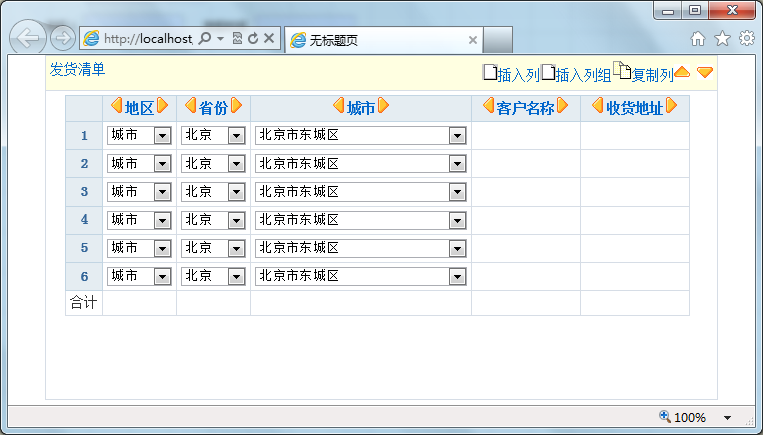 http://localhost,
无标题页
发货清单
插入列 插入列组 复制列
地区 省份 城市 客户名称 收货地址
1 城市 北京 北京市东城区
2 城市 北京 北京市东城区
3 城市 北京 北京市东城区
4 城市 北京 北京市东城区
5 城市 北京 北京市东城区
6 城市 北京 北京市东城区
合计
100%